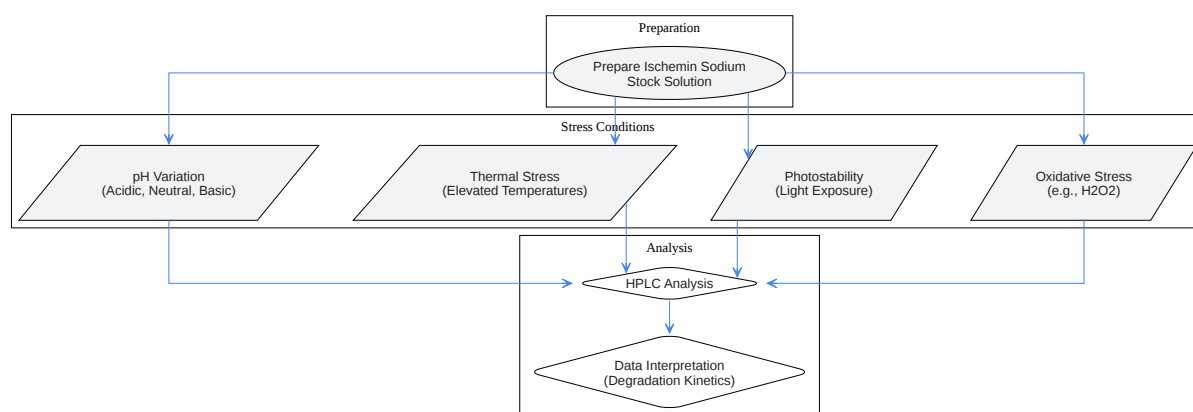 Preparation
Prepare Ischemin Sodium
Stock Solution
Stress Conditions
pH Variation
(Acidic, Neutral, Basic)
Thermal Stress
(Elevated Temperatures)
Photostability
(Light Exposure)
Oxidative Stress
(e.g., H2O2)
Analysis
HPLC Analysis
Data Interpretation
(Degradation Kinetics)